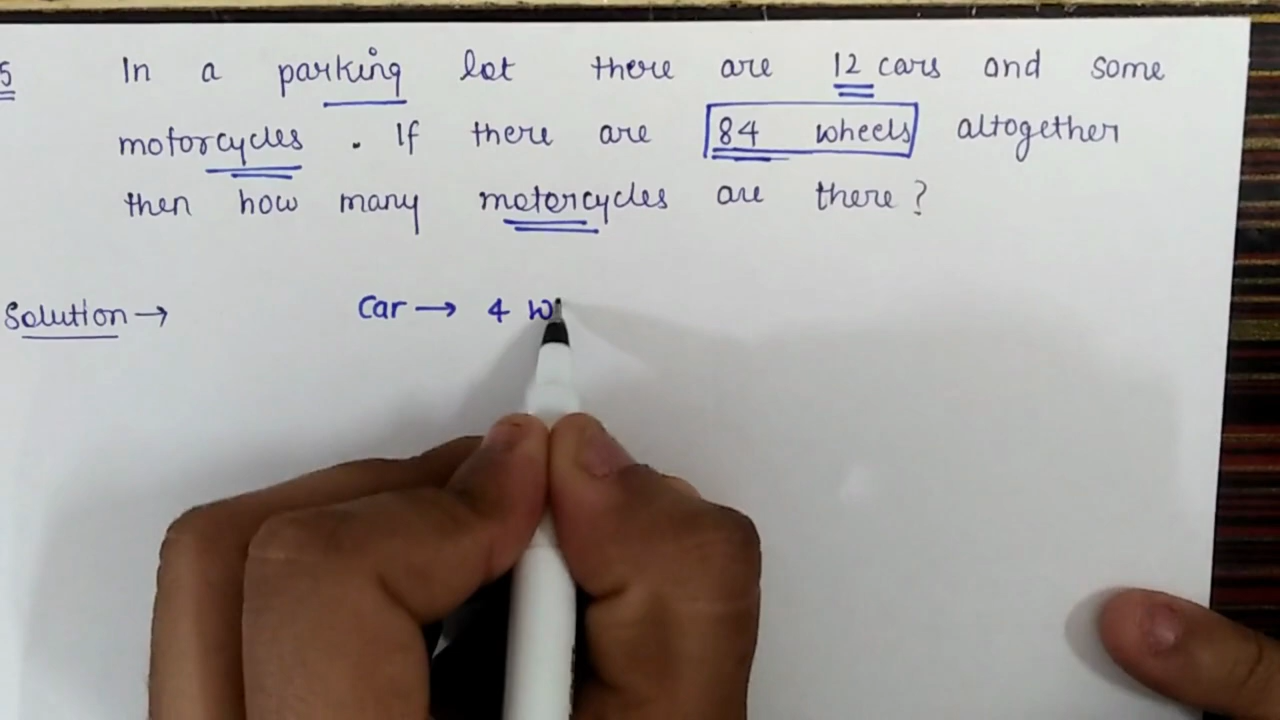 5 In a parking lot there are 12 cars and some
motorcycles . If there are 84 wheels altogether
then how many motorcycles are there?
Solution → Car → 4 w